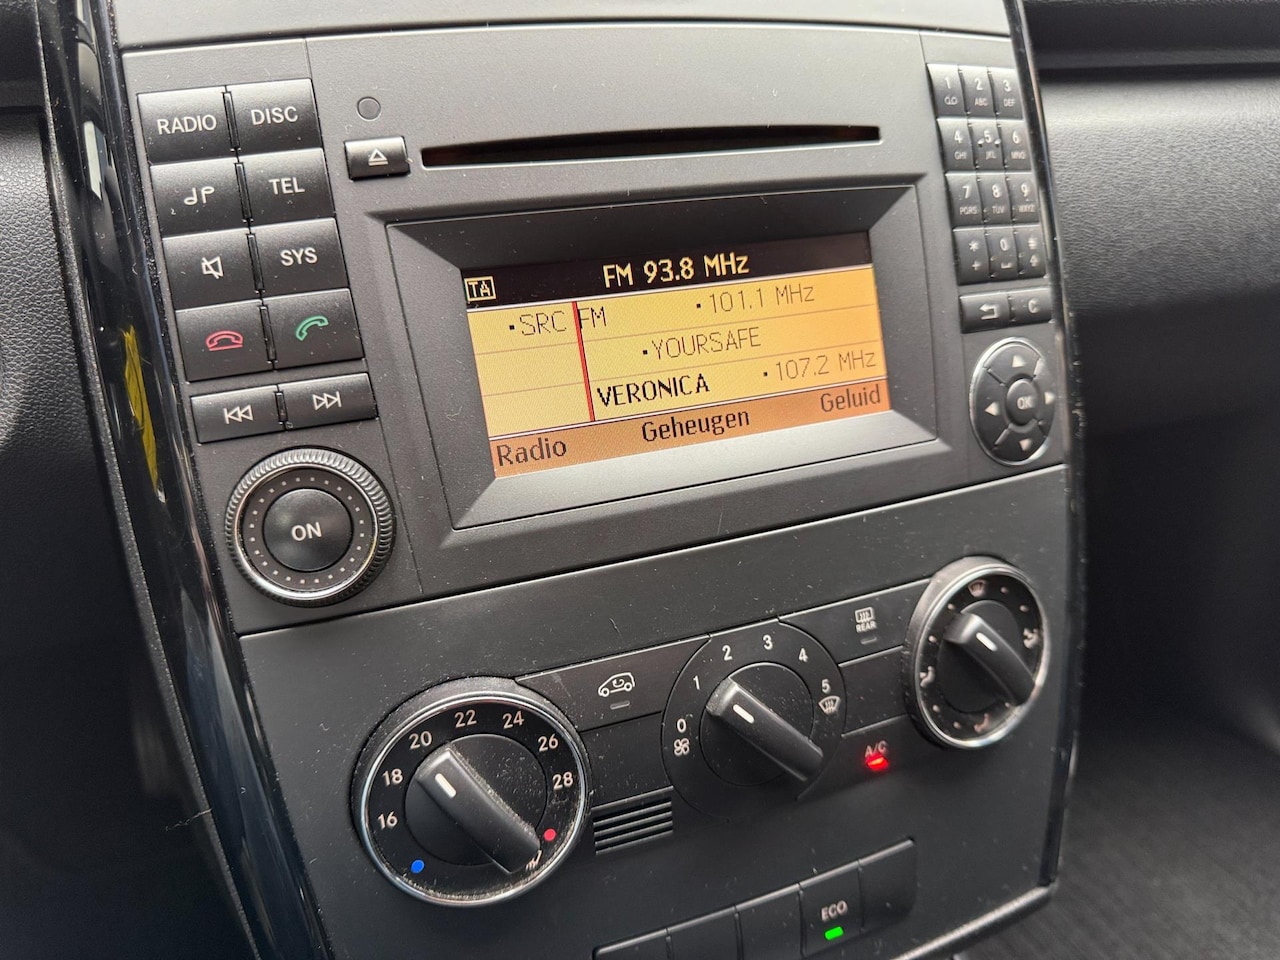 RADIO
DISC
TEL
SYS
ON
TA
FM 93.8 MHz
•SRC FM
•101.1 MHz
•YOURSAFE
VERONICA
•107.2 MHz
Radio
Geheugen
Geluid
1
2 ABC
3 DEF
4 GHI
5 JKL
6 MNO
7 PQRS
8 TUV
9 WXYZ
*
0
#
+
C
OK
16
18
20
22
24
26
28
0
1
2
3
4
5
REAR
A/C
ECO